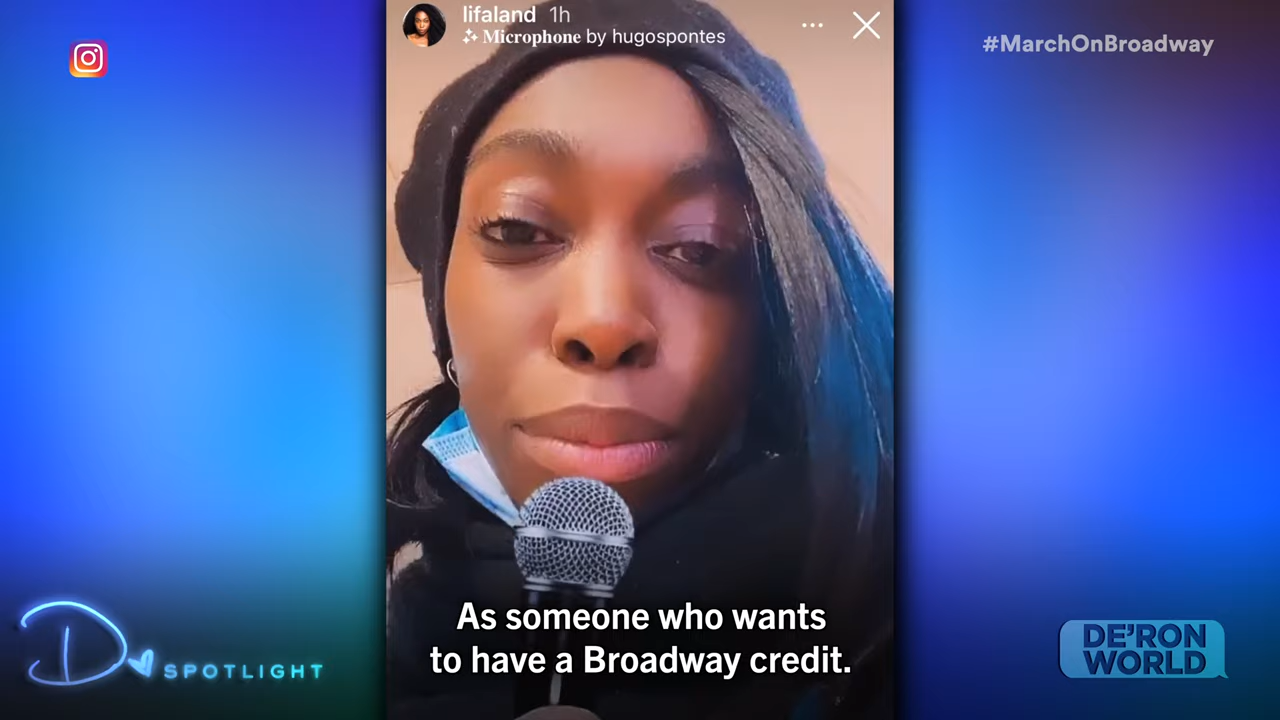 lifaland 1h
Microphone by hugospontes
#MarchOnBroadway
As someone who wants
to have a Broadway credit.
D SPOTLIGHT
DE'RON
WORLD